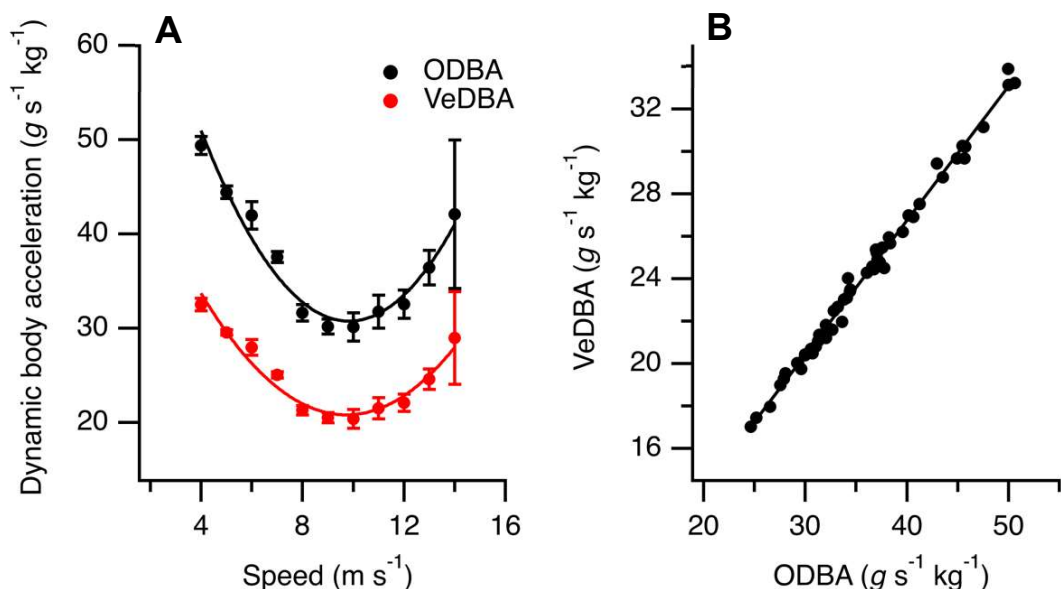 A
Dynamic body acceleration (g s⁻¹ kg⁻¹)
60
50
40
30
20
ODBA
VeDBA
4
8
12
16
Speed (m s⁻¹)
B
VeDBA (g s⁻¹ kg⁻¹)
32
28
24
20
16
20
30
40
50
ODBA (g s⁻¹ kg⁻¹)